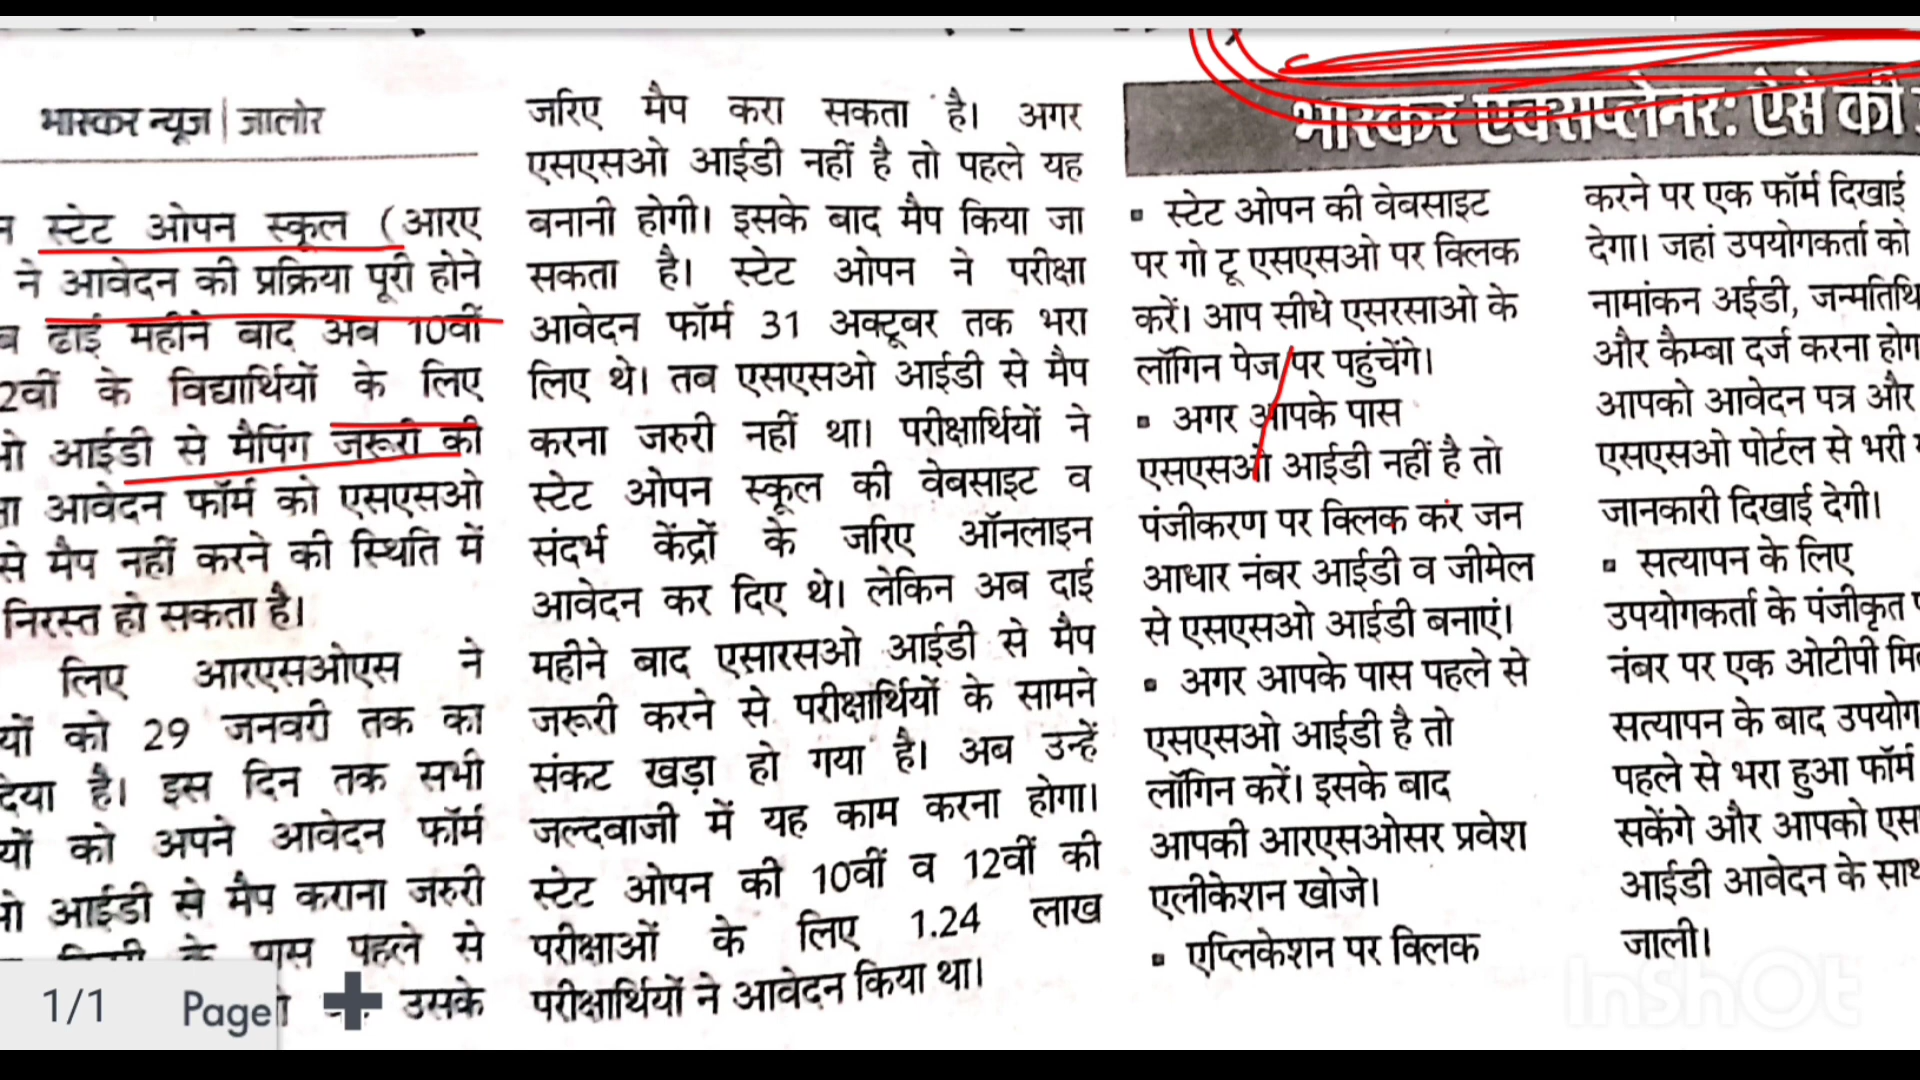 भास्कर न्यूज | जालोर
स्टेट ओपन स्कूल (आरए
ने आवेदन की प्रक्रिया पूरी होने
ढाई महीने बाद अब 10वीं
2वीं के विद्यार्थियों के लिए
आईडी से मैपिंग जरूरी की
आवेदन फॉर्म को एसएसओ
से मैप नहीं करने की स्थिति में
निरस्त हो सकता है।
लिए आरएसओएस ने
को 29 जनवरी तक का
है। इस दिन तक सभी
को अपने आवेदन फॉर्म
आईडी से मैप कराना जरुरी
के पास पहले से
उसके
जरिए मैप करा सकता है। अगर
एसएसओ आईडी नहीं है तो पहले यह
बनानी होगी। इसके बाद मैप किया जा
सकता है। स्टेट ओपन ने परीक्षा
आवेदन फॉर्म 31 अक्टूबर तक भरा
लिए थे। तब एसएसओ आईडी से मैप
करना जरुरी नहीं था। परीक्षार्थियों ने
स्टेट ओपन स्कूल की वेबसाइट व
संदर्भ केंद्रों के जरिए ऑनलाइन
आवेदन कर दिए थे। लेकिन अब दाई
महीने बाद एसारसओ आईडी से मैप
जरूरी करने से परीक्षार्थियों के सामने
संकट खड़ा हो गया है। अब उन्हें
जल्दवाजी में यह काम करना होगा।
स्टेट ओपन की 10वीं व 12वीं की
परीक्षाओं के लिए 1.24 लाख
परीक्षार्थियों ने आवेदन किया था।
भास्कर एक्सप्लेनर: ऐसे की
▪ स्टेट ओपन की वेबसाइट
पर गो टू एसएसओ पर क्लिक
करें। आप सीधे एसरसाओ के
लॉगिन पेज पर पहुंचेंगे।
▪ अगर आपके पास
एसएसओ आईडी नहीं है तो
पंजीकरण पर क्लिक कर जन
आधार नंबर आईडी व जीमेल
से एसएसओ आईडी बनाएं।
▪ अगर आपके पास पहले से
एसएसओ आईडी है तो
लॉगिन करें। इसके बाद
आपकी आरएसओसर प्रवेश
एलीकेशन खोजे।
▪ एप्लिकेशन पर क्लिक
करने पर एक फॉर्म दिखाई
देगा। जहां उपयोगकर्ता को
नामांकन अईडी, जन्मतिथि
और कैम्बा दर्ज करना होग
आपको आवेदन पत्र और
एसएसओ पोर्टल से भरी
जानकारी दिखाई देगी।
▪ सत्यापन के लिए
उपयोगकर्ता के पंजीकृत
नंबर पर एक ओटीपी
सत्यापन के बाद उपयोग
पहले से भरा हुआ फॉर्म
सकेंगे और आपको एस
आईडी आवेदन के साथ
जाली।
1/1 Page
InShOt